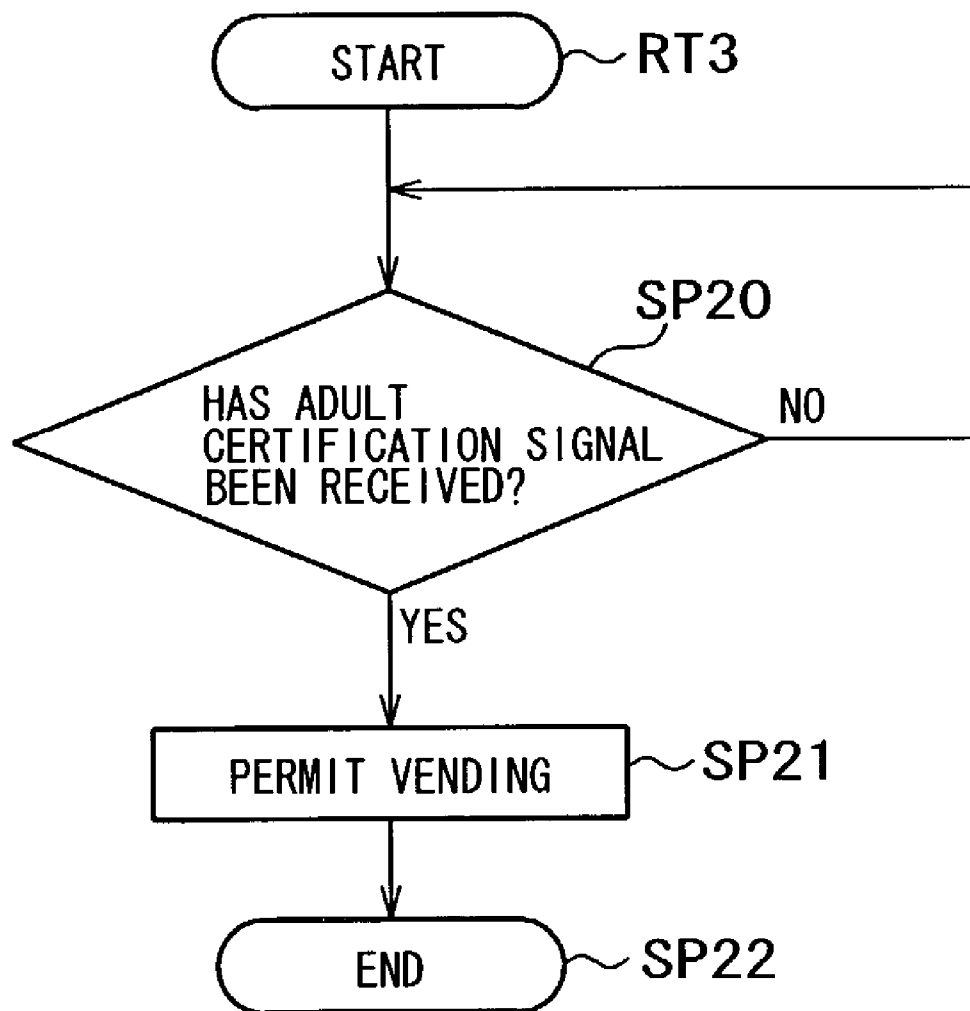 START
RT3
SP20
HAS ADULT
CERTIFICATION SIGNAL
BEEN RECEIVED?
NO
YES
PERMIT VENDING
SP21
END
SP22